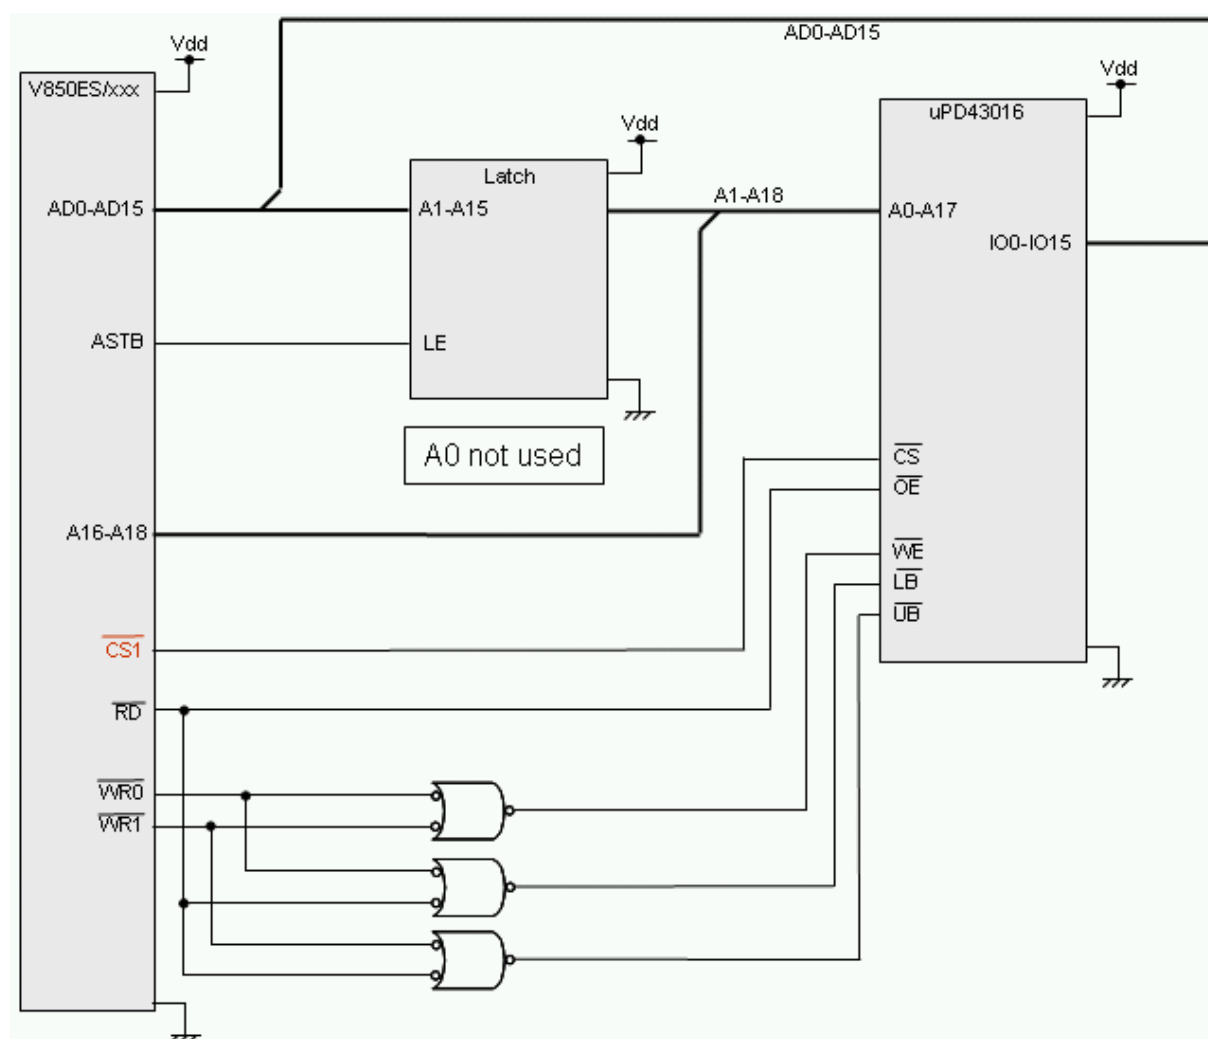 AD0-AD15
Vdd
V850ES/xxx
Vdd
uPD43016
Vdd
Latch
A1-A18
AD0-AD15
A1-A15
A0-A17
IO0-IO15
ASTB
LE
A0 not used
CS
OE
A16-A18
WE
LB
UB
CS1
RD
WR0
WR1